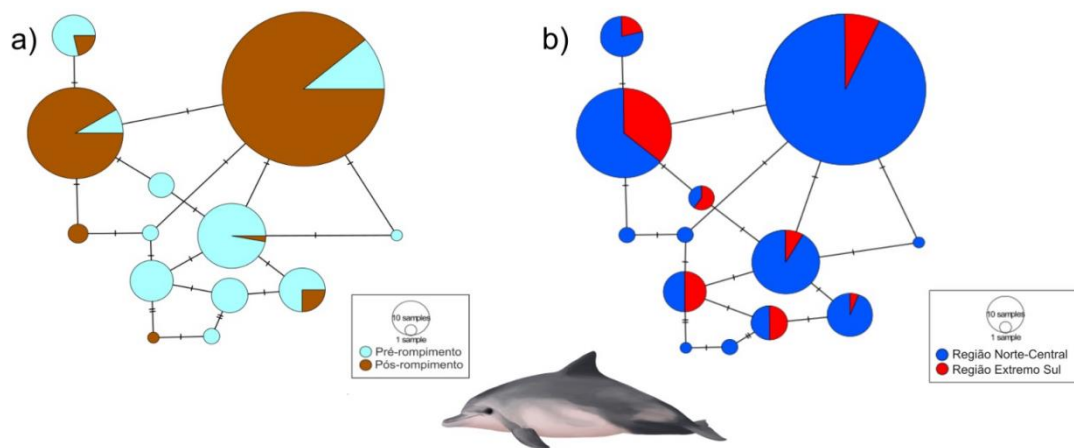 a)
b)
10 samples
1 sample
Pré-rompimento
Pós-rompimento
10 samples
1 sample
Região Norte-Central
Região Extremo Sul